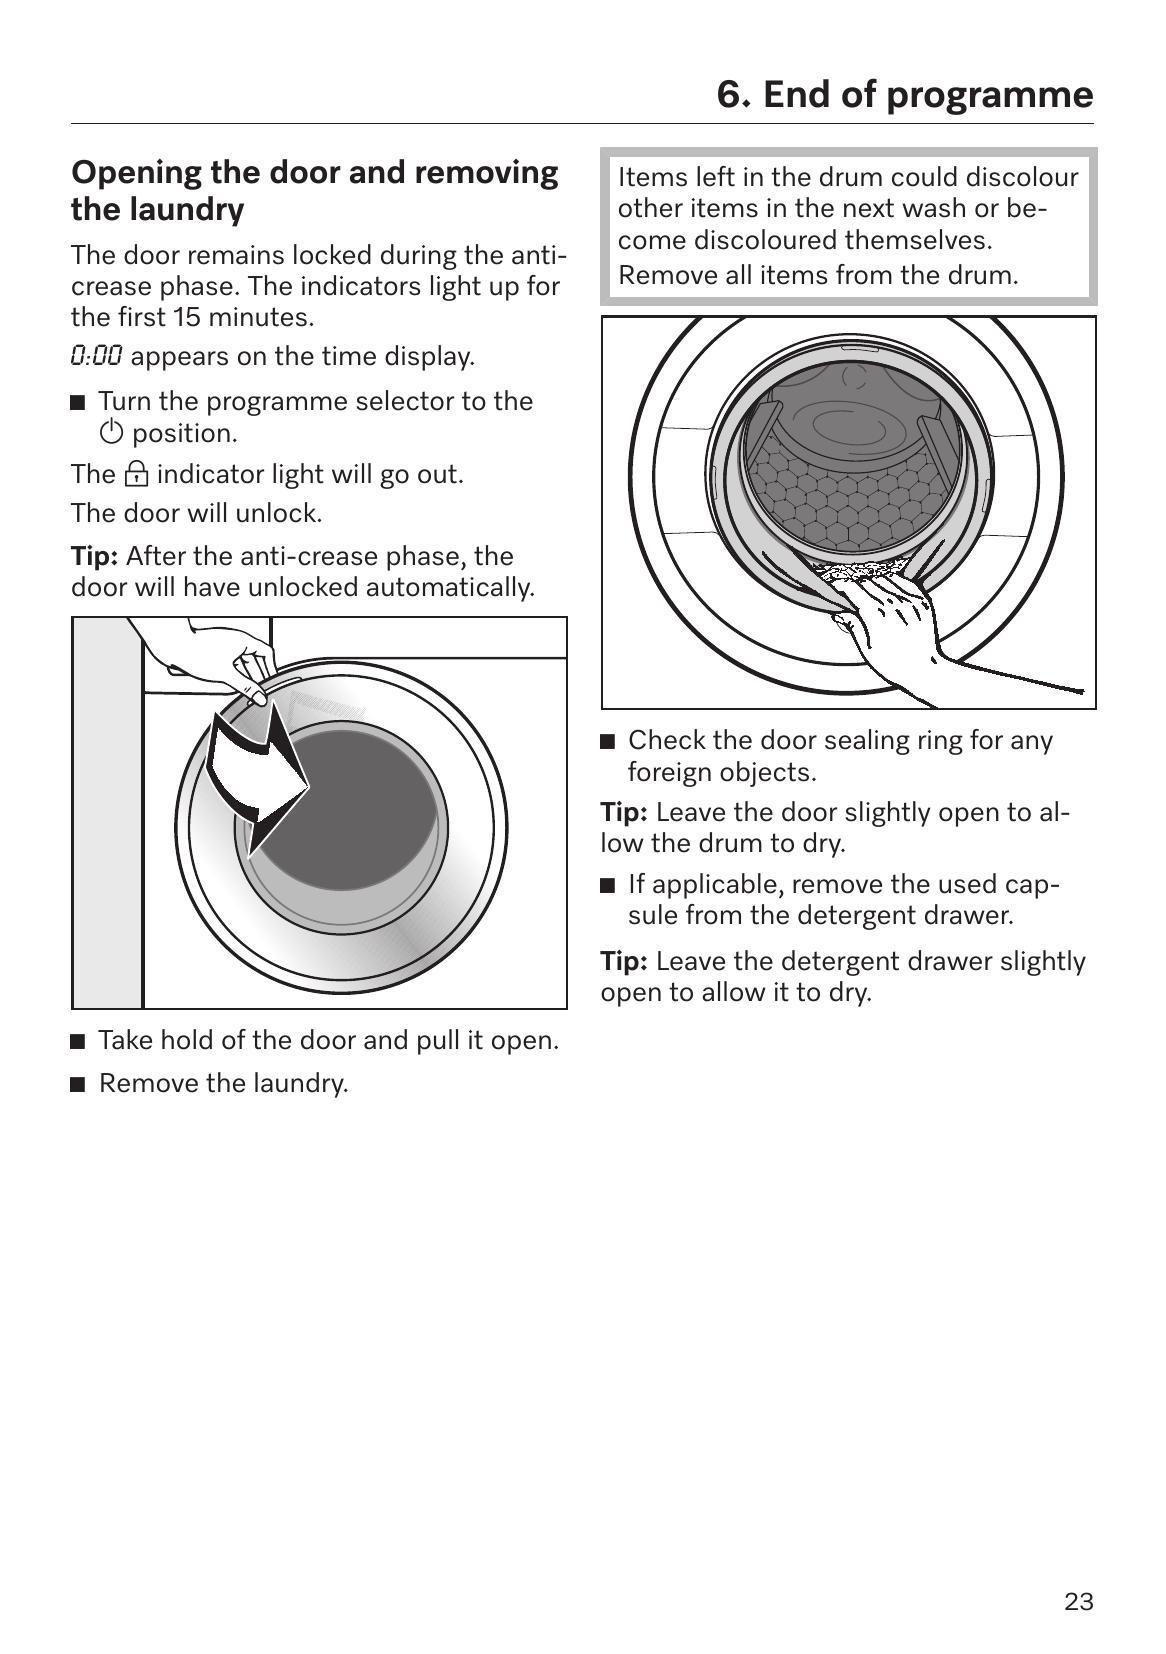 6. End of programme
Opening the door and removing
the laundry
The door remains locked during the anti-
crease phase. The indicators light up for
the first 15 minutes.
0:00 appears on the time display.
■ Turn the programme selector to the
⏻ position.
The 🔒 indicator light will go out.
The door will unlock.
Tip: After the anti-crease phase, the
door will have unlocked automatically.
■ Take hold of the door and pull it open.
■ Remove the laundry.
Items left in the drum could discolour
other items in the next wash or be-
come discoloured themselves.
Remove all items from the drum.
■ Check the door sealing ring for any
foreign objects.
Tip: Leave the door slightly open to al-
low the drum to dry.
■ If applicable, remove the used cap-
sule from the detergent drawer.
Tip: Leave the detergent drawer slightly
open to allow it to dry.
23